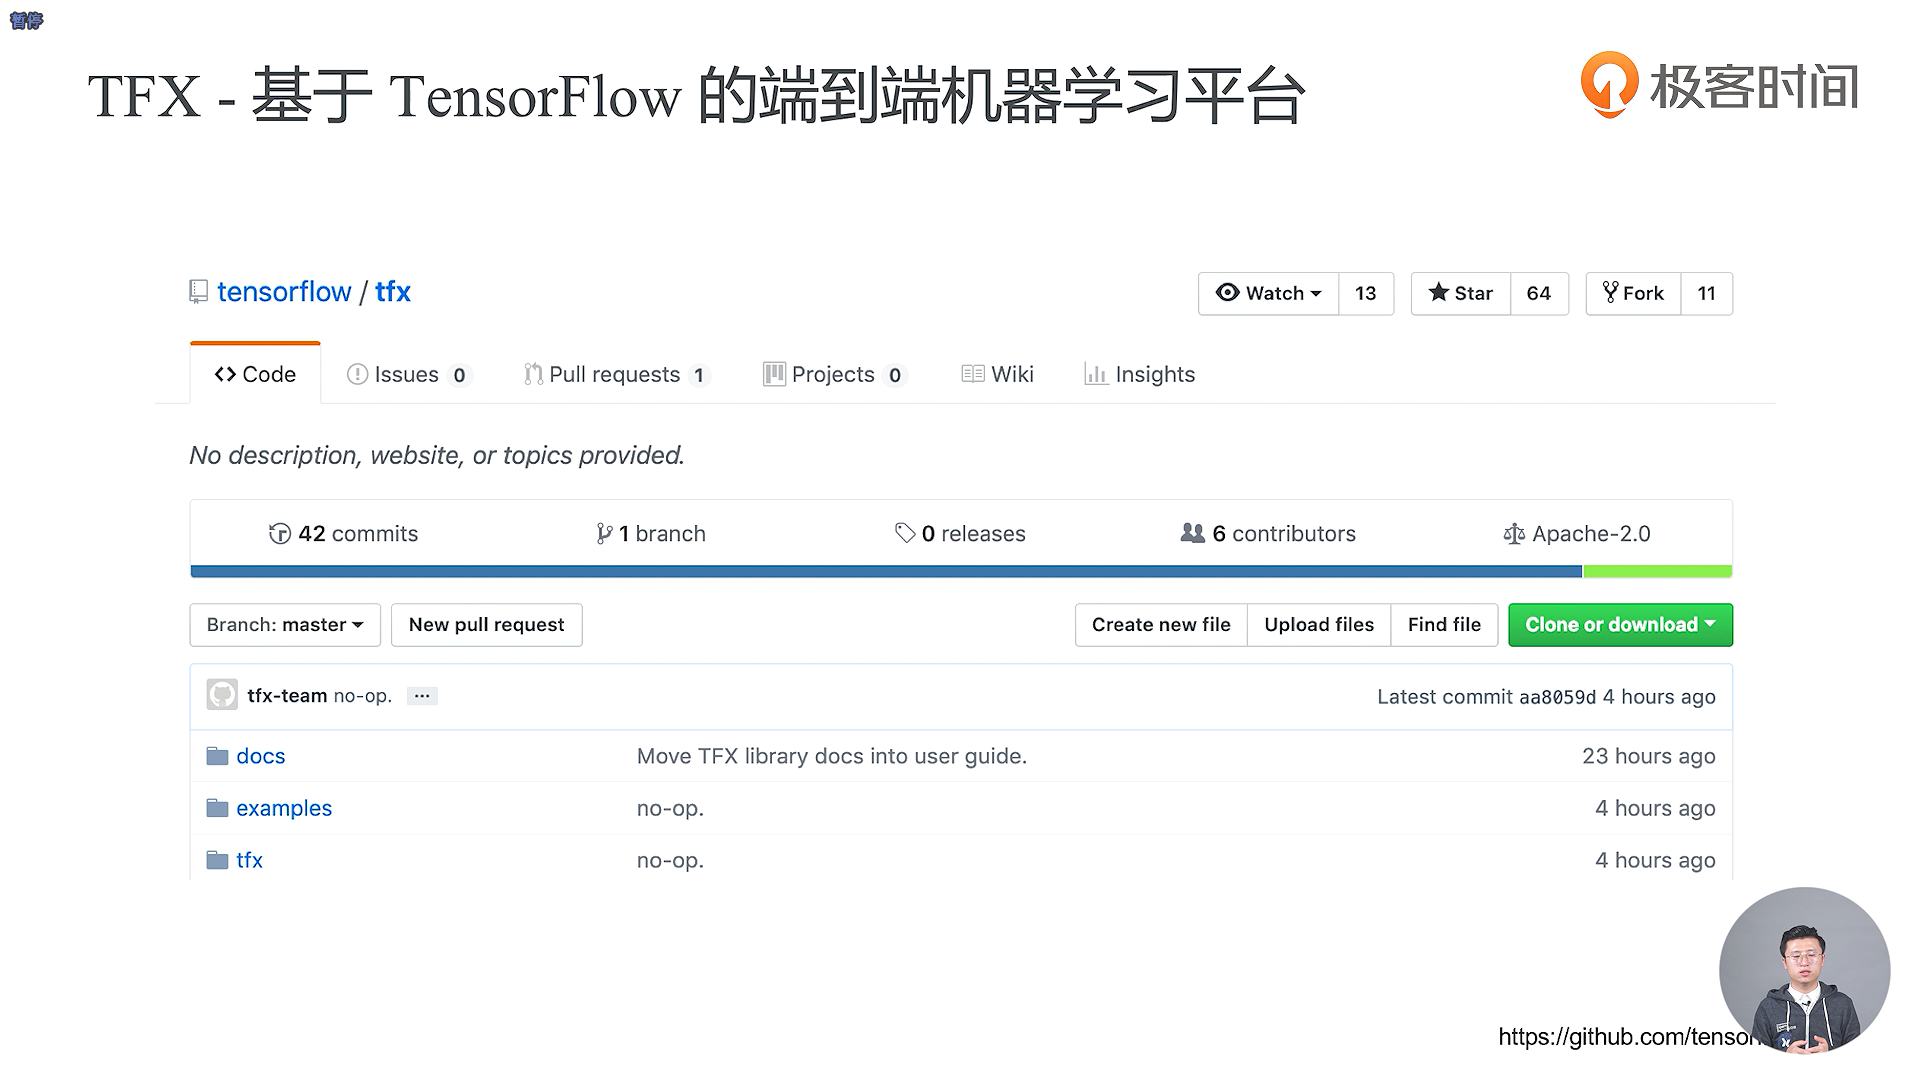 暂停
TFX - 基于 TensorFlow 的端到端机器学习平台
极客时间
tensorflow / tfx
Watch 13 Star 64 Fork 11
Code Issues 0 Pull requests 1 Projects 0 Wiki Insights
No description, website, or topics provided.
42 commits 1 branch 0 releases 6 contributors Apache-2.0
Branch: master New pull request Create new file Upload files Find file Clone or download
tfx-team no-op. ... Latest commit aa8059d 4 hours ago
docs Move TFX library docs into user guide. 23 hours ago
examples no-op. 4 hours ago
tfx no-op. 4 hours ago
https://github.com/tensor